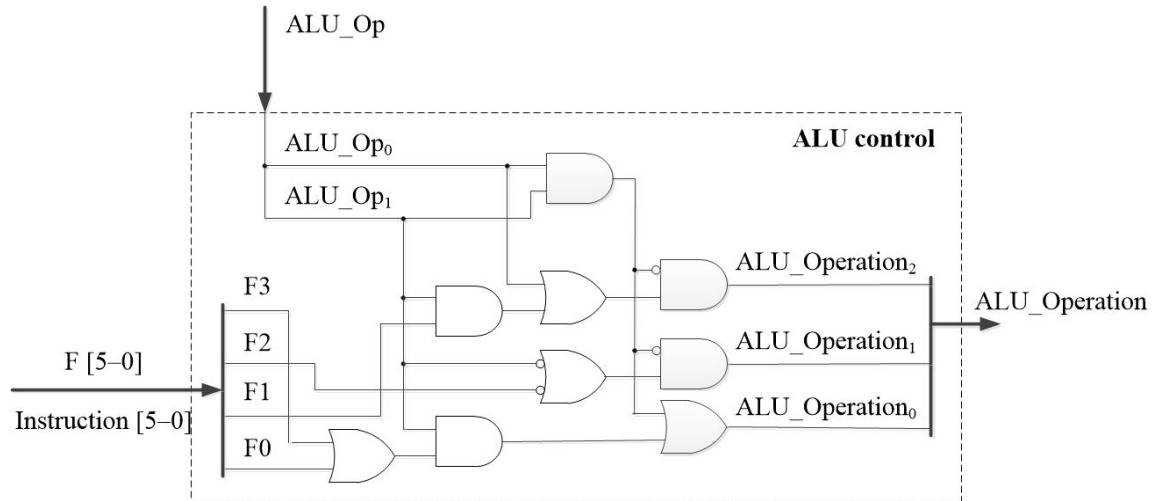 ALU_Op
ALU control
ALU_Op₀
ALU_Op₁
F3
ALU_Operation₂
ALU_Operation
F2
F [5–0]
ALU_Operation₁
F1
Instruction [5–0]
ALU_Operation₀
F0